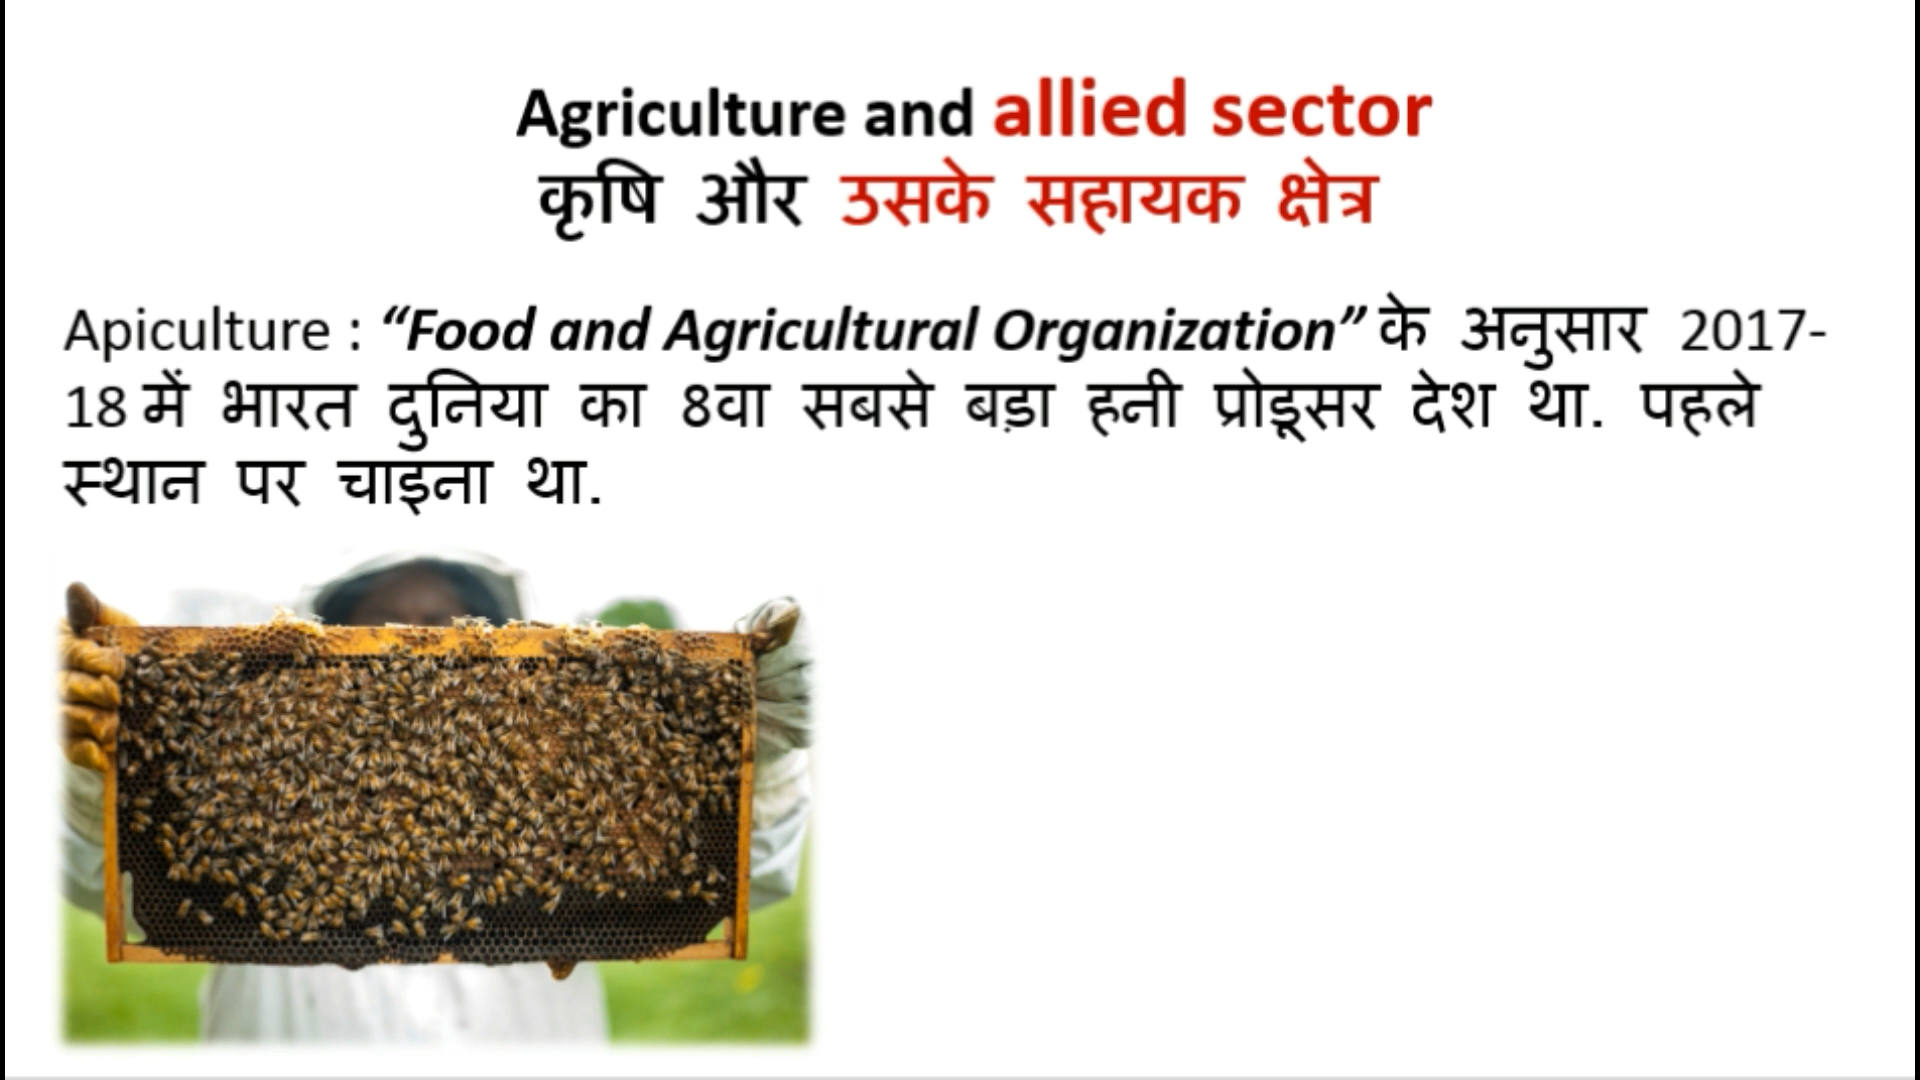 Agriculture and allied sector
कृषि और उसके सहायक क्षेत्र
Apiculture : “Food and Agricultural Organization” के अनुसार 2017-
18 में भारत दुनिया का 8वा सबसे बड़ा हनी प्रोडूसर देश था. पहले
स्थान पर चाइना था.